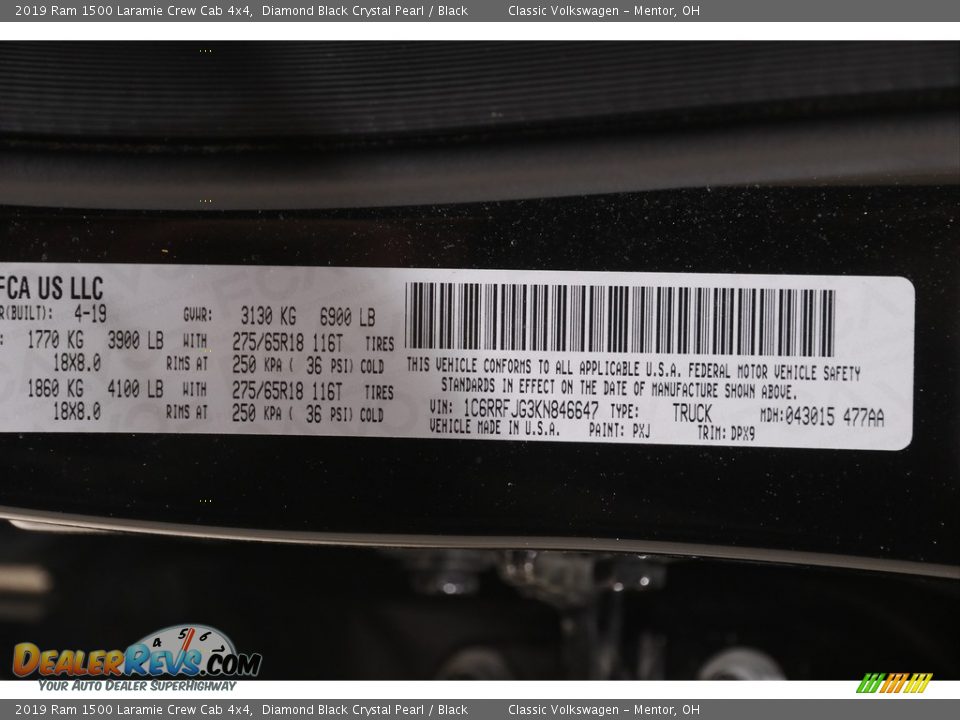 2019 Ram 1500 Laramie Crew Cab 4x4, Diamond Black Crystal Pearl / Black Classic Volkswagen – Mentor, OH
FCA US LLC
R(BUILT): 4-19 GVWR: 3130 KG 6900 LB
: 1770 KG 3900 LB WITH 275/65R18 116T TIRES
18X8.0 RIMS AT 250 KPA ( 36 PSI) COLD
1860 KG 4100 LB WITH 275/65R18 116T TIRES
18X8.0 RIMS AT 250 KPA ( 36 PSI) COLD
THIS VEHICLE CONFORMS TO ALL APPLICABLE U.S.A. FEDERAL MOTOR VEHICLE SAFETY
STANDARDS IN EFFECT ON THE DATE OF MANUFACTURE SHOWN ABOVE.
VIN: 1C6RRFJG3KN846647 TYPE: TRUCK MDH:043015 477AA
VEHICLE MADE IN U.S.A. PAINT: PXJ TRIM: DPX9
4 5 6
DEALERREVS.COM
YOUR AUTO DEALER SUPERHIGHWAY
2019 Ram 1500 Laramie Crew Cab 4x4, Diamond Black Crystal Pearl / Black Classic Volkswagen – Mentor, OH